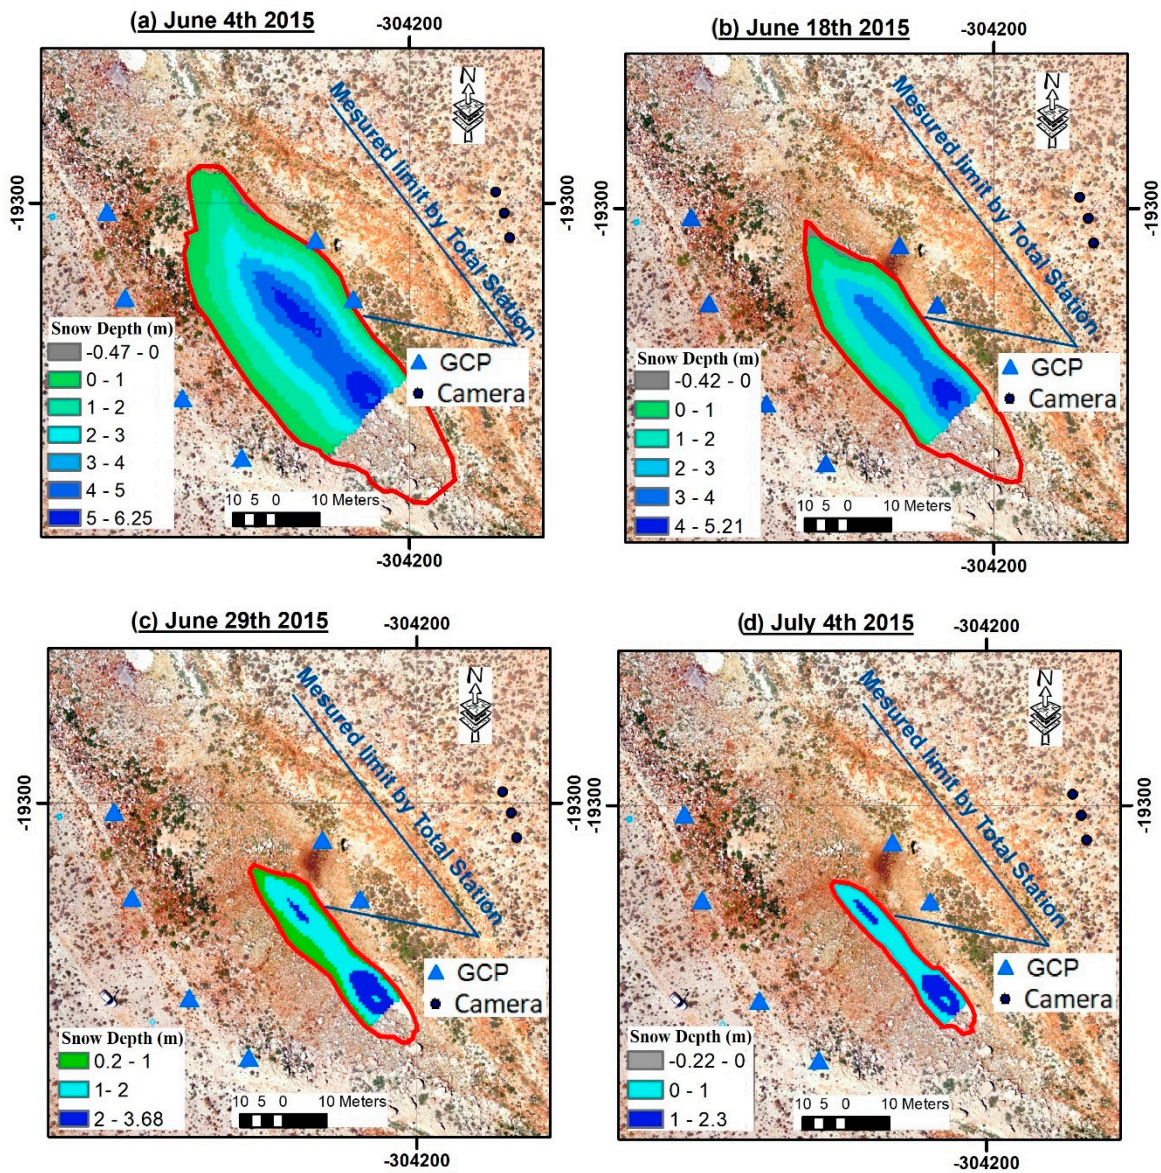 (a) June 4th 2015
-304200
N
Mesured limit by Total Station
-19300
GCP
Camera
Snow Depth (m)
-0.47 - 0
0 - 1
1 - 2
2 - 3
3 - 4
4 - 5
5 - 6.25
10 5 0 10 Meters
-304200
(b) June 18th 2015
-304200
N
Mesured limit by Total Station
-19300
GCP
Camera
Snow Depth (m)
-0.42 - 0
0 - 1
1 - 2
2 - 3
3 - 4
4 - 5.21
10 5 0 10 Meters
-304200
(c) June 29th 2015
-304200
N
Mesured limit by Total Station
-19300
GCP
Camera
Snow Depth (m)
0.2 - 1
1 - 2
2 - 3.68
10 5 0 10 Meters
-304200
(d) July 4th 2015
-304200
N
Mesured limit by Total Station
-19300
GCP
Camera
Snow Depth (m)
-0.22 - 0
0 - 1
1 - 2.3
10 5 0 10 Meters
-304200